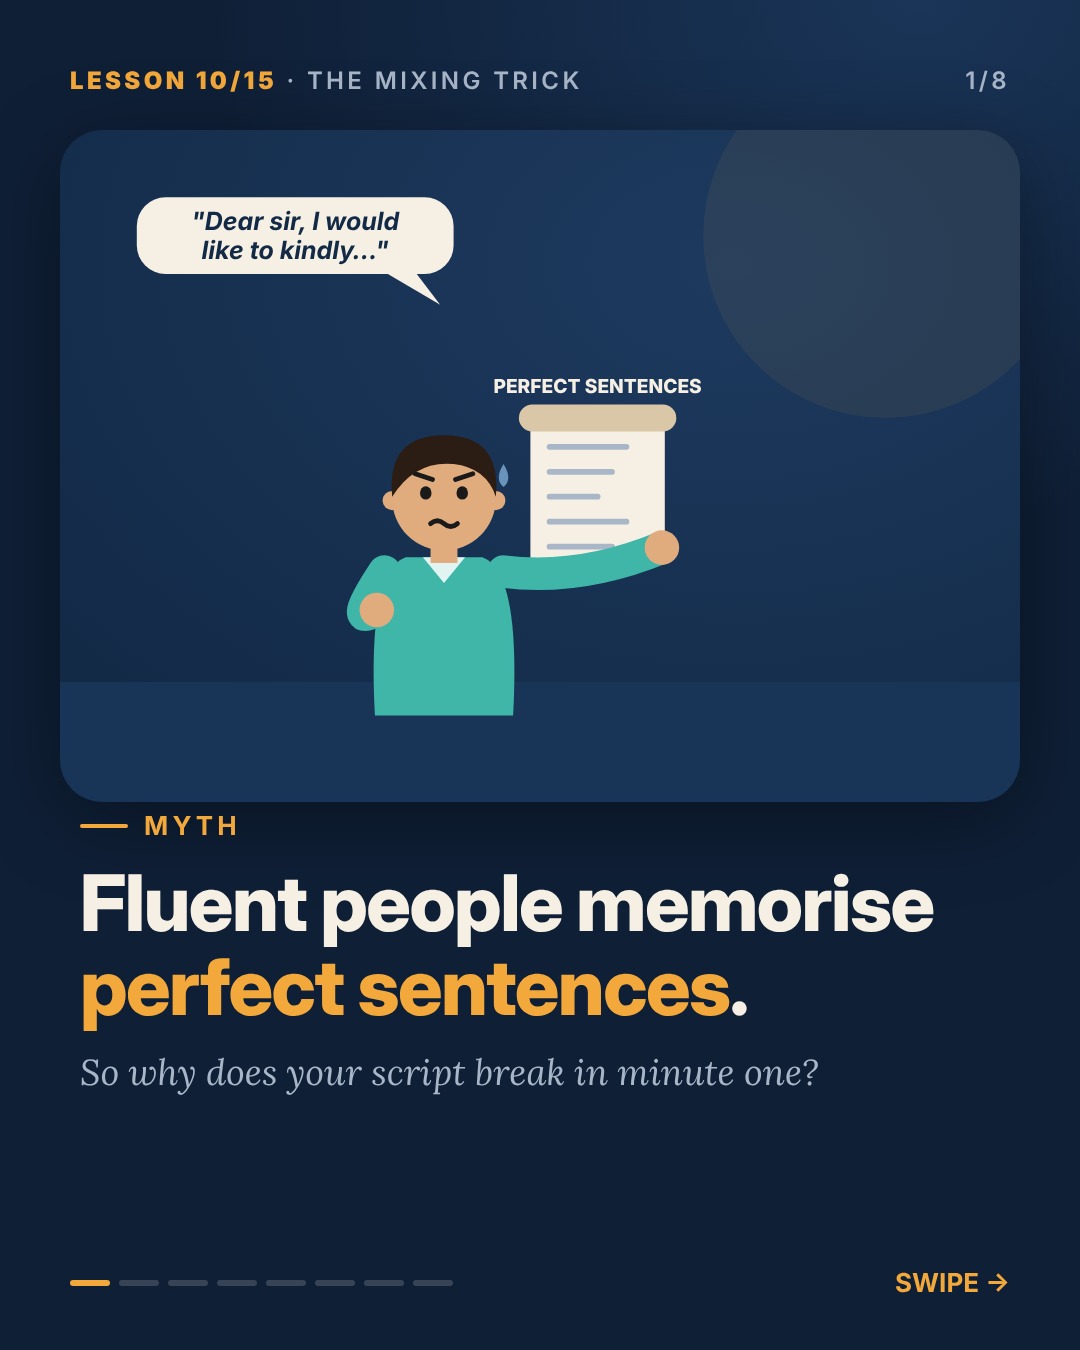 LESSON 10/15 · THE MIXING TRICK
1/8
"Dear sir, I would
like to kindly..."
PERFECT SENTENCES
MYTH
Fluent people memorise
perfect sentences.
So why does your script break in minute one?
SWIPE →